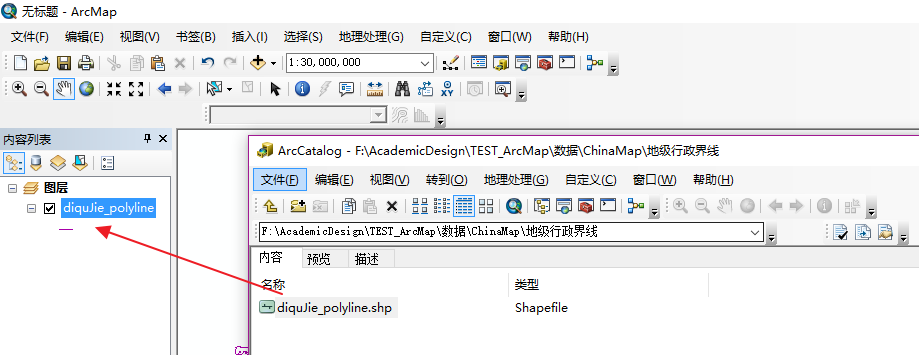 无标题 - ArcMap
文件(F) 编辑(E) 视图(V) 书签(B) 插入(I) 选择(S) 地理处理(G) 自定义(C) 窗口(W) 帮助(H)
1:30,000,000
XY
内容列表
图层
diquJie_polyline
ArcCatalog - F:\AcademicDesign\TEST_ArcMap\数据\ChinaMap\地级行政界线
文件(F) 编辑(E) 视图(V) 转到(O) 地理处理(G) 自定义(C) 窗口(W) 帮助(H)
F:\AcademicDesign\TEST_ArcMap\数据\ChinaMap\地级行政界线
内容 预览 描述
名称 类型
diquJie_polyline.shp Shapefile